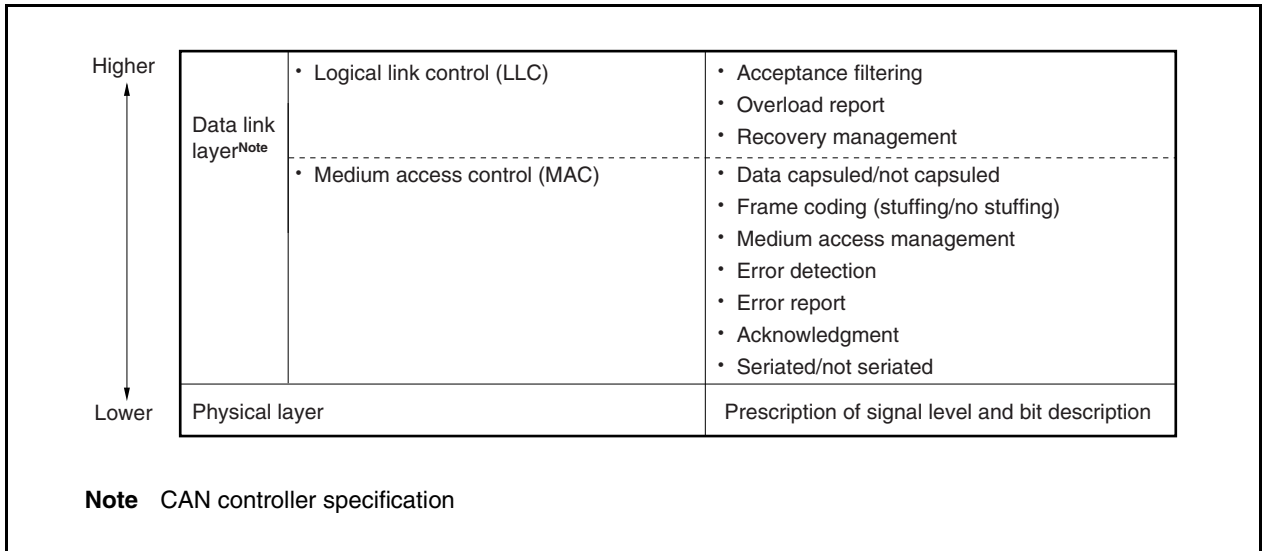 Higher
Data link
layerNote
• Logical link control (LLC)
• Acceptance filtering
• Overload report
• Recovery management
• Medium access control (MAC)
• Data capsuled/not capsuled
• Frame coding (stuffing/no stuffing)
• Medium access management
• Error detection
• Error report
• Acknowledgment
• Seriated/not seriated
Lower
Physical layer
Prescription of signal level and bit description
Note CAN controller specification